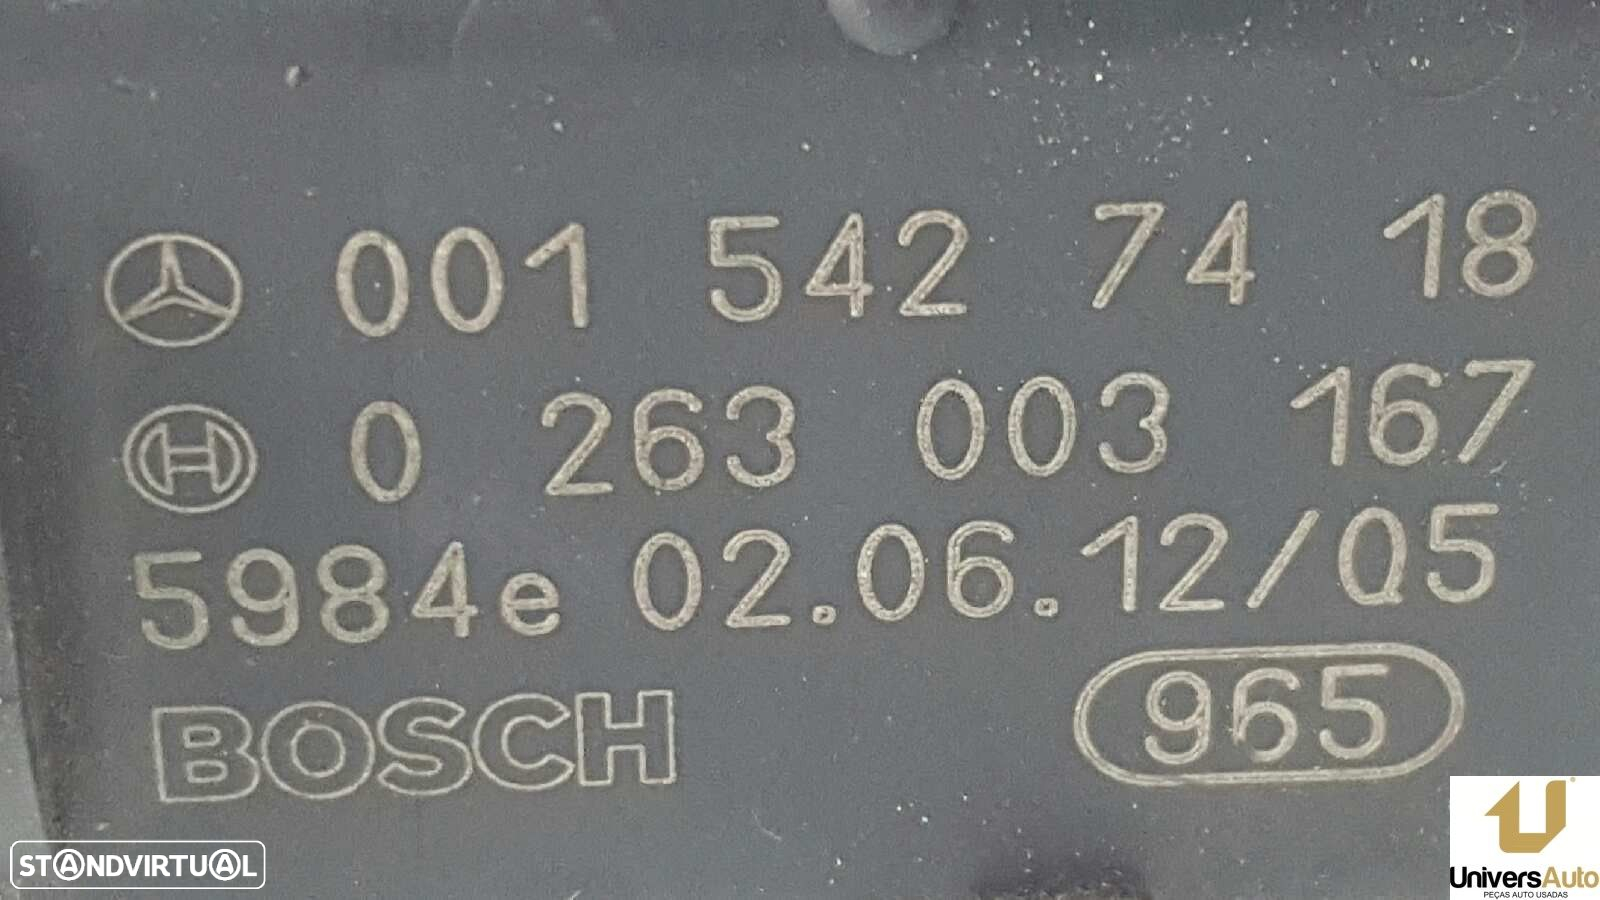 001 542 74 18
0 263 003 167
5984e 02.06.12/05
BOSCH
965
STANDVIRTUAL
UniversAuto
PEÇAS AUTO USADAS